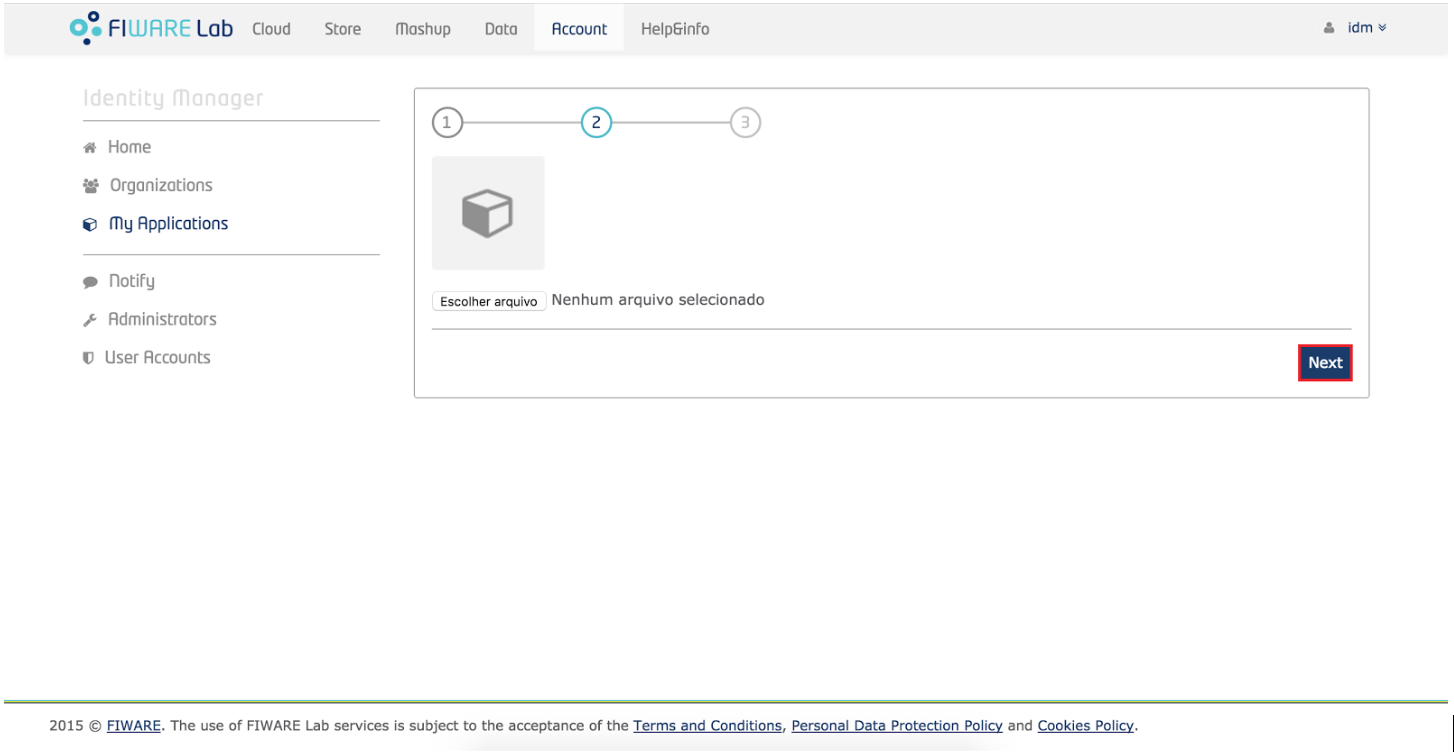 FIWARE Lab Cloud Store Mashup Data Account Help&info idm
Identity Manager
Home
Organizations
My Applications
Notify
Administrators
User Accounts
1 2 3
Escolher arquivo Nenhum arquivo selecionado
Next
2015 © FIWARE. The use of FIWARE Lab services is subject to the acceptance of the Terms and Conditions, Personal Data Protection Policy and Cookies Policy.